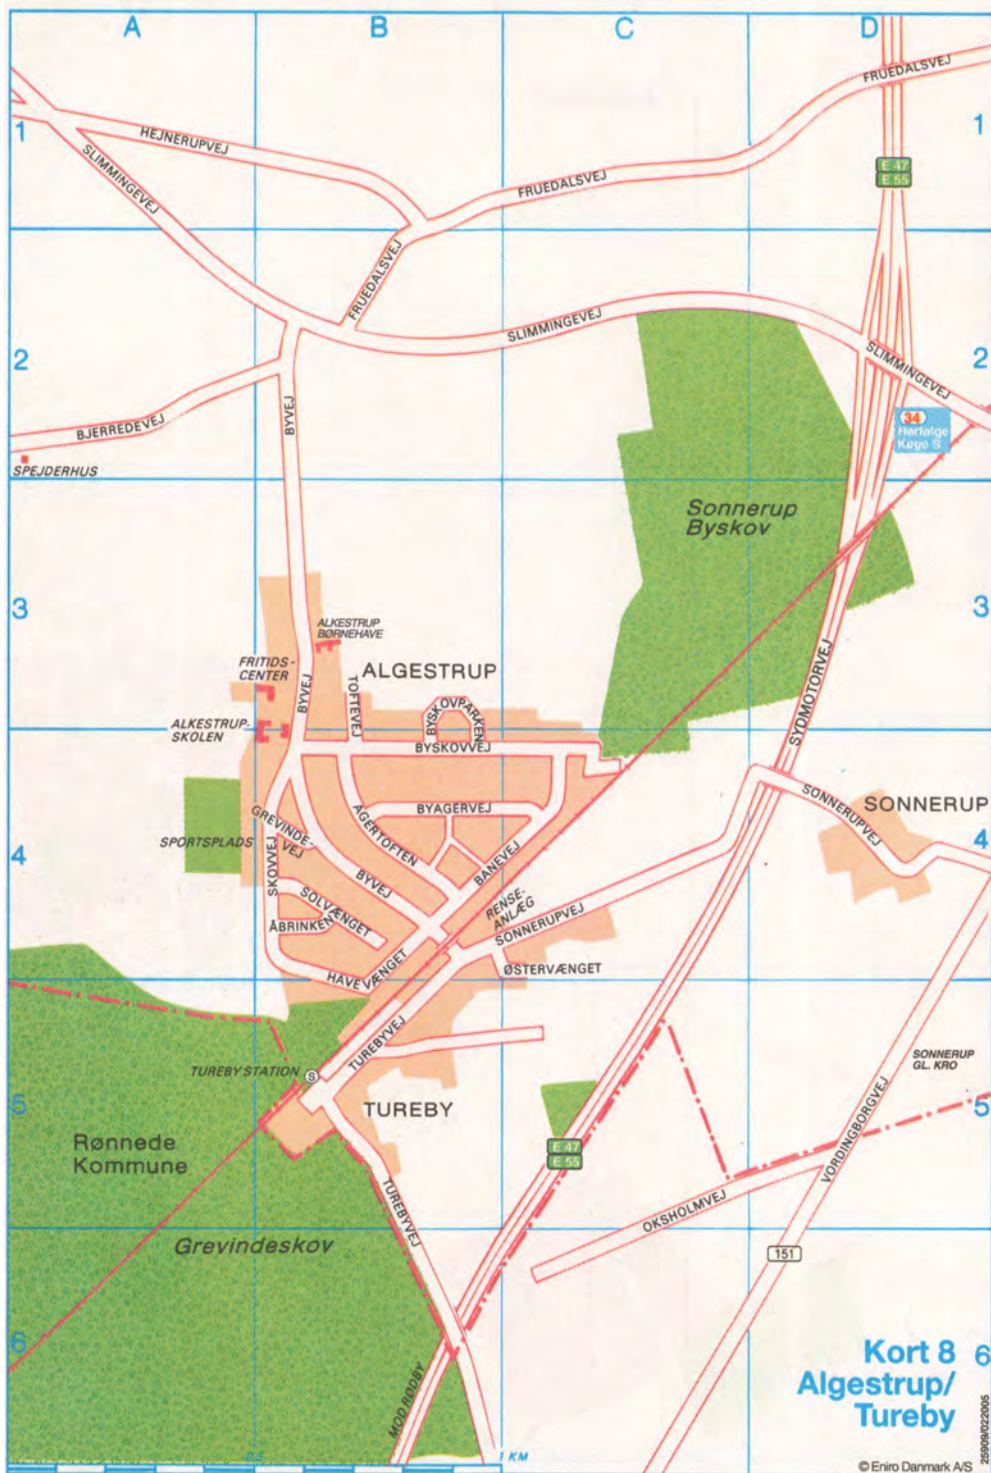 A
B
C
D
FRUEDALSVEJ
1
1
HEJNERUPVEJ
SLIMMINGEVEJ
E 47
E 55
FRUEDALSVEJ
FRUEDALSVEJ
SLIMMINGEVEJ
SLIMMINGEVEJ
2
2
BYVEJ
BJERREDEVEJ
34
Herfølge
Køge S
SPEJDERHUS
Sonnerup
Byskov
3
3
ALKESTRUP
BØRNEHAVE
FRITIDS-
CENTER
ALGESTRUP
BYVEJ
TOFTEVEJ
BYSKOVPARKEN
ALKESTRUP-
SKOLEN
BYSKOVVEJ
SYDMOTORVEJ
SONNERUP
SONNERUPVEJ
BYAGERVEJ
GREVINDE-
VEJ
AGERTOFTEN
SPORTSPLADS
SKOVVEJ
4
4
BYVEJ
BANEVEJ
SOLVÆNGET
ÅBRINKEN
RENSE-
ANLÆG
SONNERUPVEJ
HAVEVÆNGET
ØSTERVÆNGET
TUREBYVEJ
SONNERUP
GL. KRO
TUREBY STATION
S
5
5
TUREBY
Rønnede
Kommune
E 47
E 55
VORDINGBORGVEJ
TUREBYVEJ
OKSHOLMVEJ
Grevindeskov
151
6
6
Kort 8
Algestrup/
Tureby
MOD RØDBY
0.5
1 KM
25909/022005
© Eniro Danmark A/S